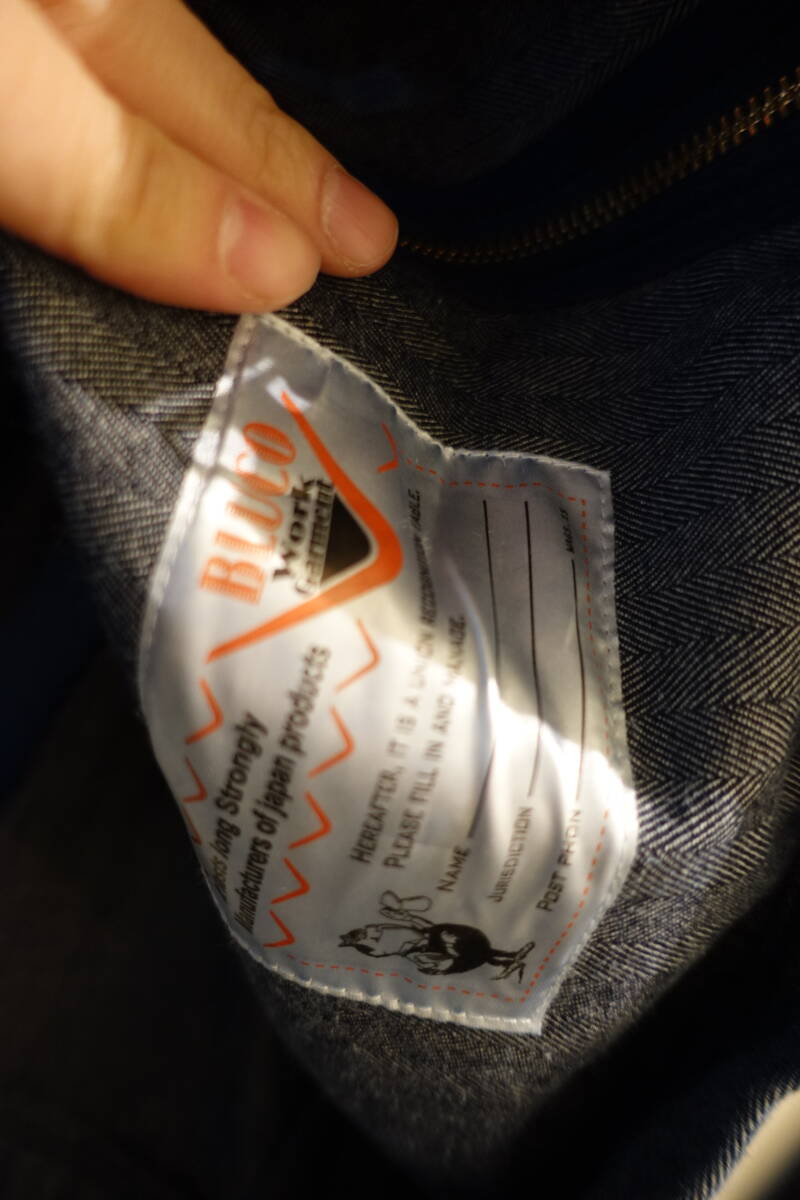 BLUCO
Work
Garment
long Strongly
Manufacturers of japan products
HEREAFTER, IT IS A UNION RECOGNITION TABLE.
PLEASE FILL IN AND MANAGE.
NAME
JURISDICTION
POST PHON